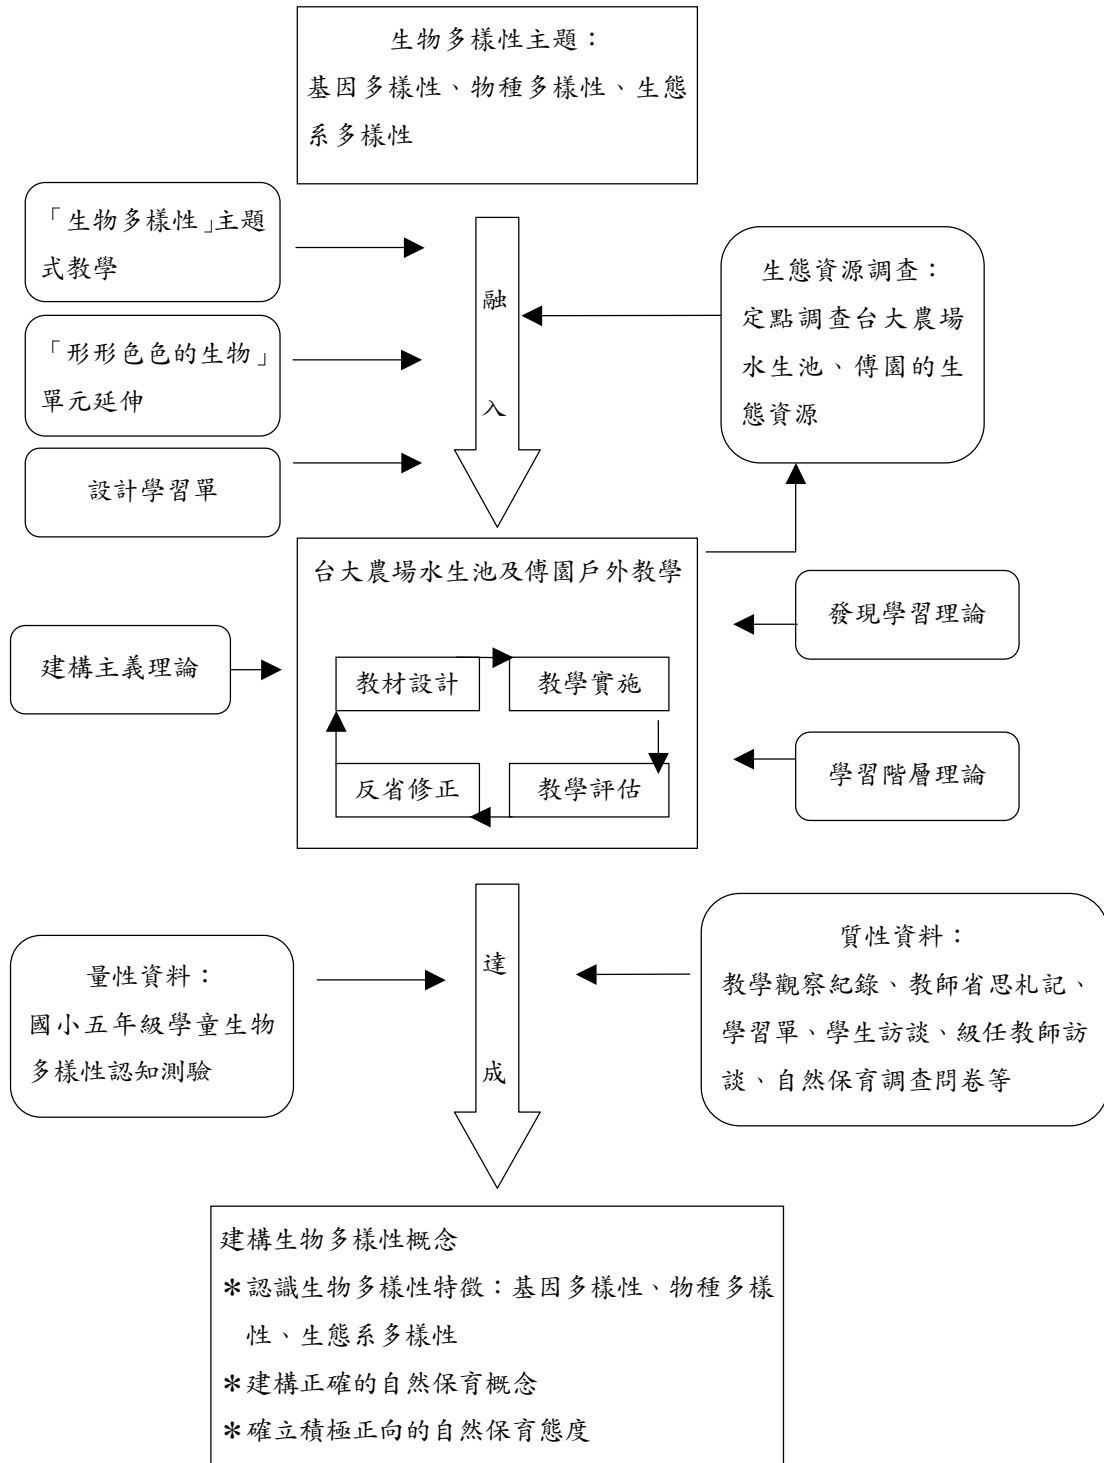 生物多樣性主題：
基因多樣性、物種多樣性、生態
系多樣性
「生物多樣性」主題
式教學
「形形色色的生物」
單元延伸
設計學習單
融
入
生態資源調查：
定點調查台大農場
水生池、傅園的生
態資源
台大農場水生池及傅園戶外教學
教材設計
教學實施
反省修正
教學評估
建構主義理論
發現學習理論
學習階層理論
量性資料：
國小五年級學童生物
多樣性認知測驗
達
成
質性資料：
教學觀察紀錄、教師省思札記、
學習單、學生訪談、級任教師訪
談、自然保育調查問卷等
建構生物多樣性概念
＊認識生物多樣性特徵：基因多樣性、物種多樣
性、生態系多樣性
＊建構正確的自然保育概念
＊確立積極正向的自然保育態度